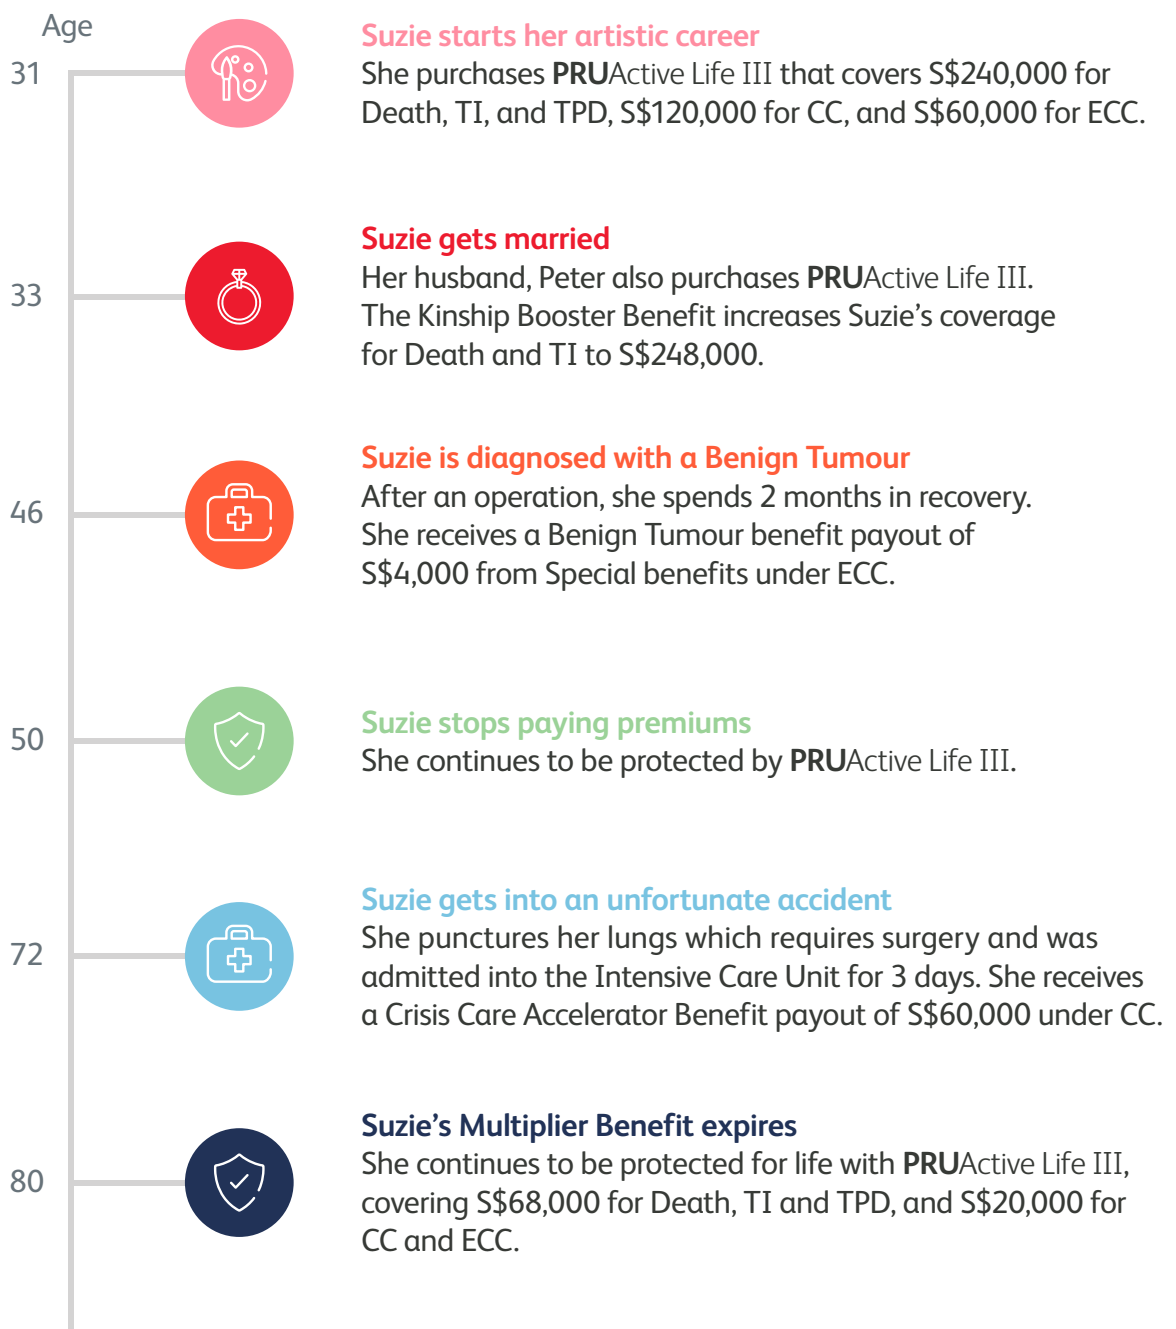 Age
31
Suzie starts her artistic career
She purchases PRUActive Life III that covers S$240,000 for
Death, TI, and TPD, S$120,000 for CC, and S$60,000 for ECC.
33
Suzie gets married
Her husband, Peter also purchases PRUActive Life III.
The Kinship Booster Benefit increases Suzie’s coverage
for Death and TI to S$248,000.
46
Suzie is diagnosed with a Benign Tumour
After an operation, she spends 2 months in recovery.
She receives a Benign Tumour benefit payout of
S$4,000 from Special benefits under ECC.
50
Suzie stops paying premiums
She continues to be protected by PRUActive Life III.
72
Suzie gets into an unfortunate accident
She punctures her lungs which requires surgery and was
admitted into the Intensive Care Unit for 3 days. She receives
a Crisis Care Accelerator Benefit payout of S$60,000 under CC.
80
Suzie’s Multiplier Benefit expires
She continues to be protected for life with PRUActive Life III,
covering S$68,000 for Death, TI and TPD, and S$20,000 for
CC and ECC.